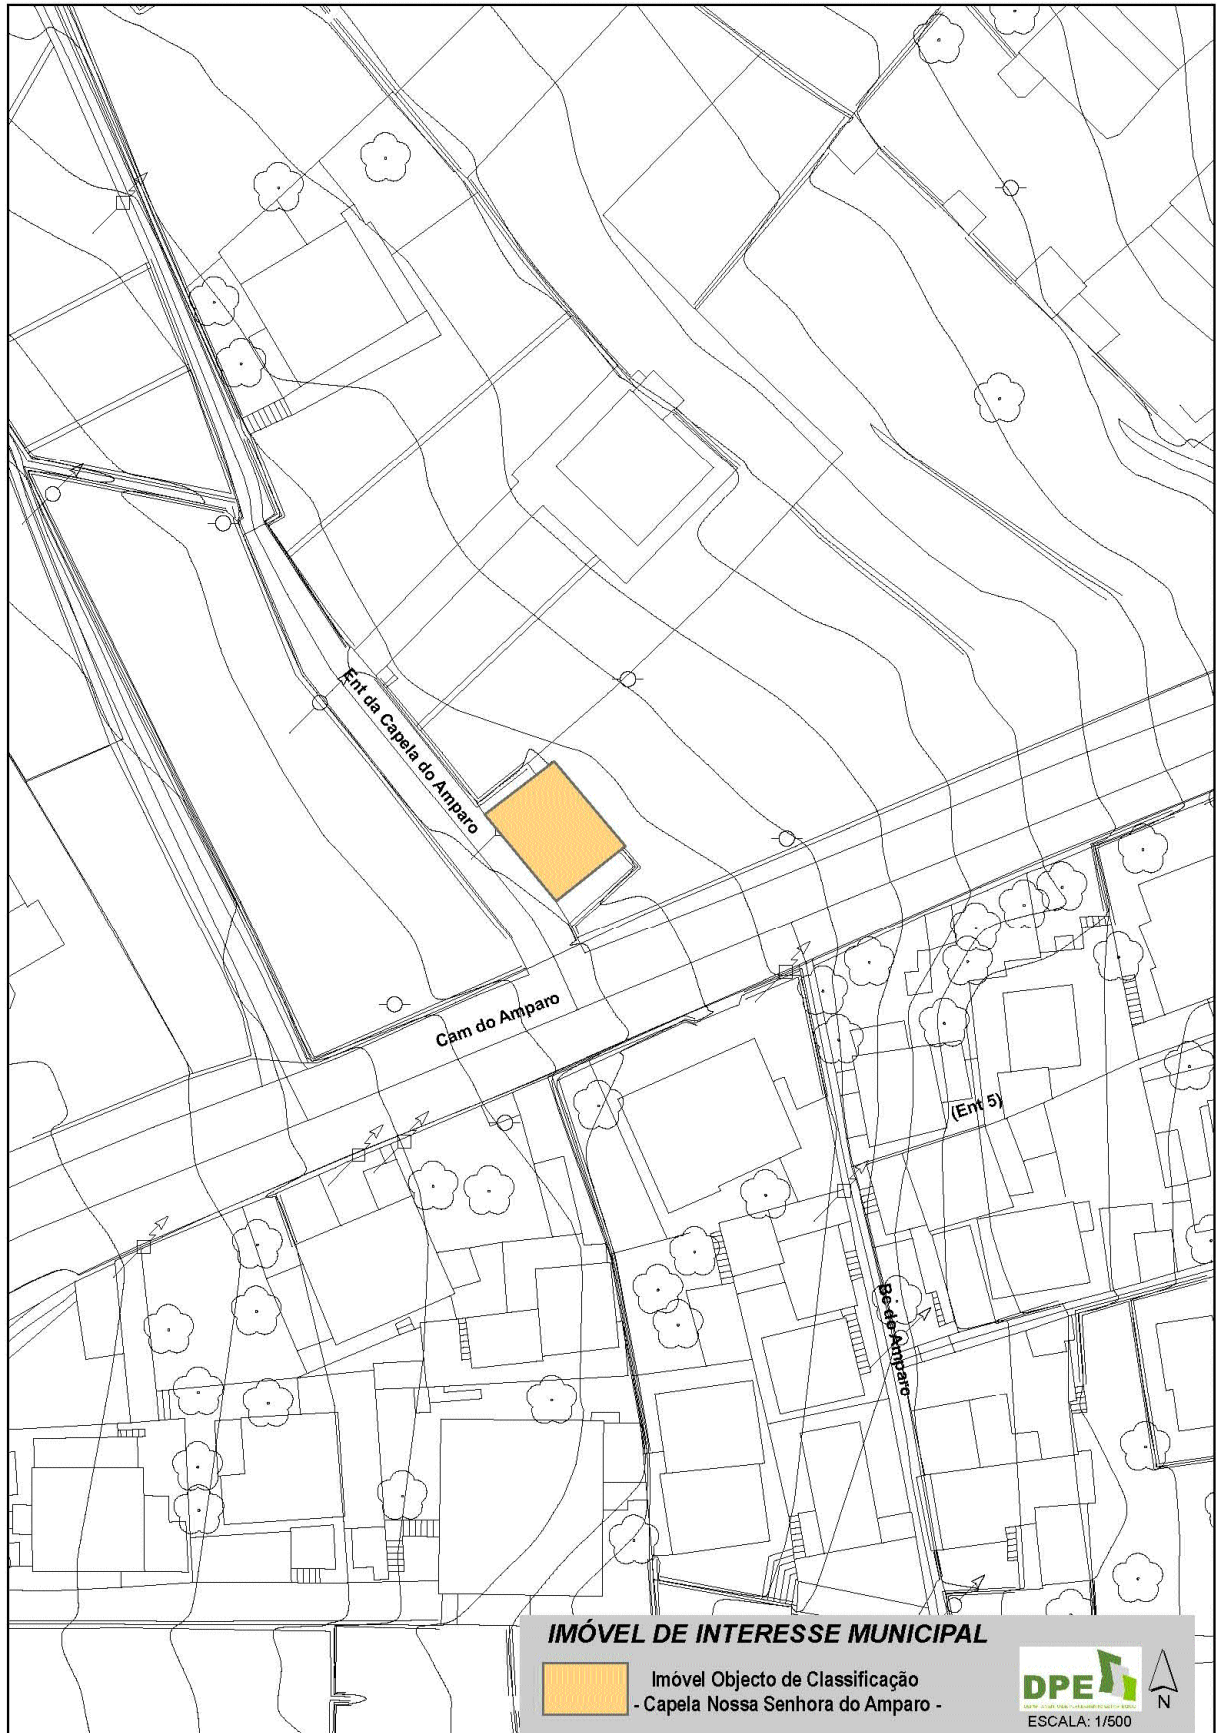 Ent da Capela do Amparo
Cam do Amparo
(Ent 5)
Bc do Amparo
IMÓVEL DE INTERESSE MUNICIPAL
Imóvel Objecto de Classificação
- Capela Nossa Senhora do Amparo -
DPE
N
ESCALA: 1/500